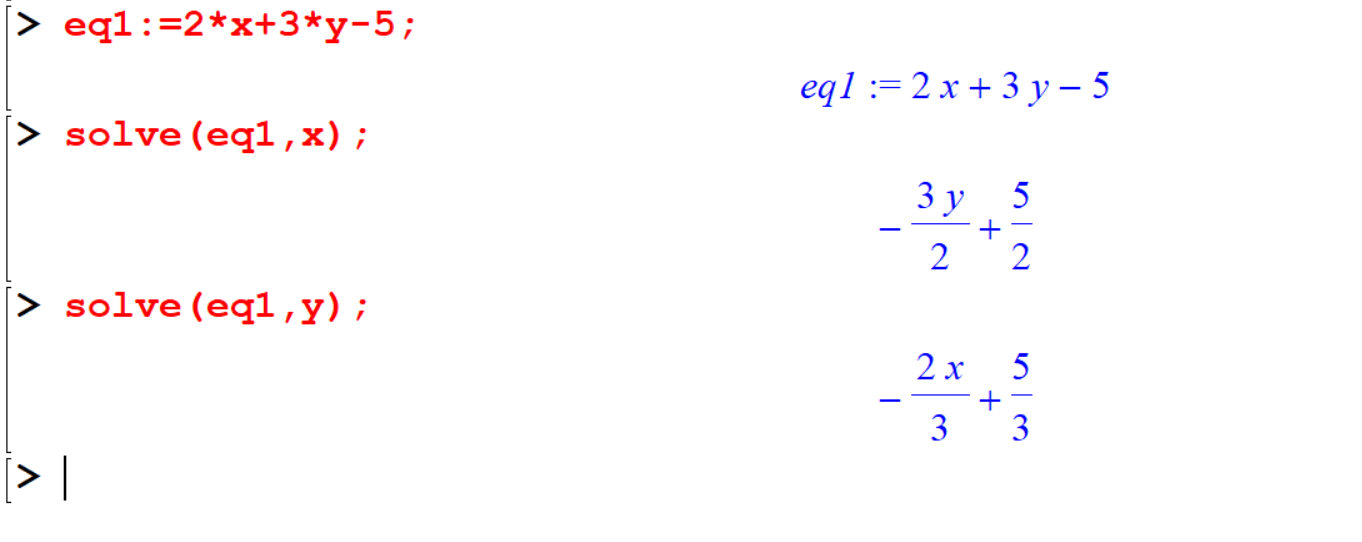 > eq1:=2*x+3*y-5;
eq1 := 2 x + 3 y − 5
> solve(eq1,x);
− 3 y/2 + 5/2
> solve(eq1,y);
− 2 x/3 + 5/3
>